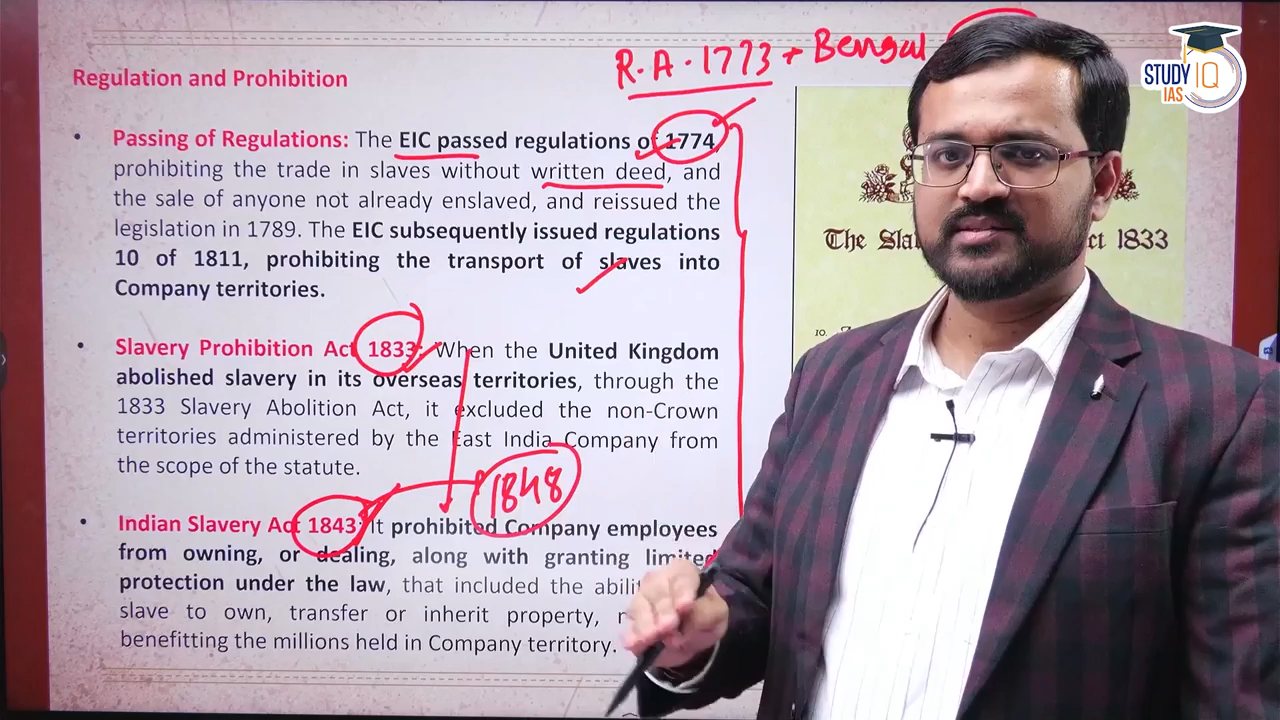 R.A. 1773 + Bengal
STUDY IQ
IAS
Regulation and Prohibition
• Passing of Regulations: The EIC passed regulations of 1774,
prohibiting the trade in slaves without written deed, and
the sale of anyone not already enslaved, and reissued the
legislation in 1789. The EIC subsequently issued regulations
10 of 1811, prohibiting the transport of slaves into
Company territories.
• Slavery Prohibition Act 1833: When the United Kingdom
abolished slavery in its overseas territories, through the
1833 Slavery Abolition Act, it excluded the non-Crown
territories administered by the East India Company from
the scope of the statute.
1848
• Indian Slavery Act 1843: It prohibited Company employees
from owning, or dealing, along with granting limited
protection under the law, that included the
slave to own, transfer or inherit property,
benefitting the millions held in Company territory.
The 1833
10.